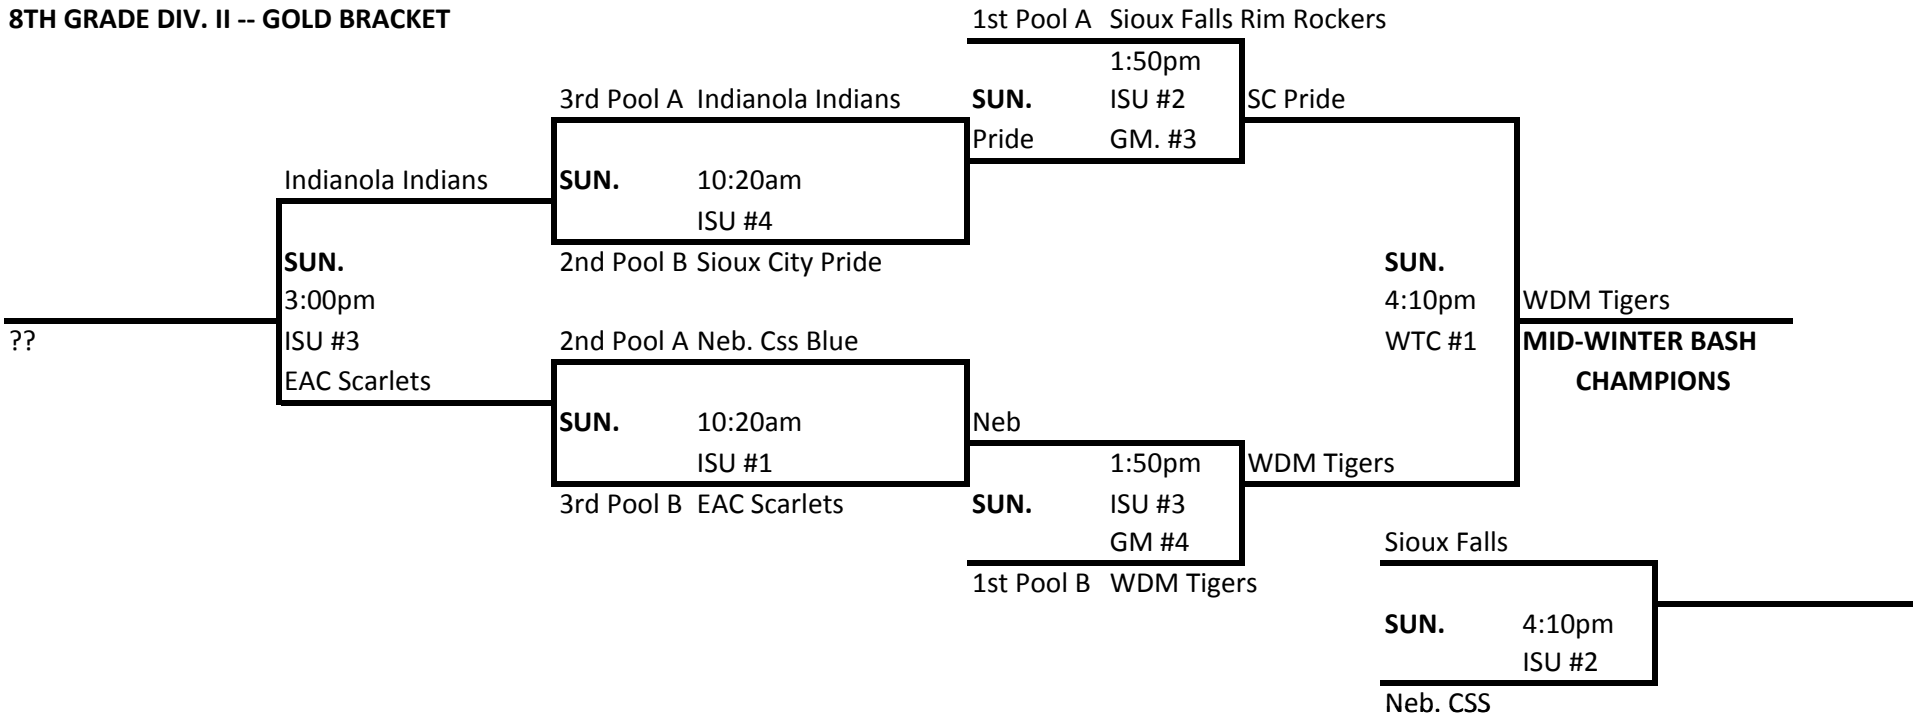 8TH GRADE DIV. II -- GOLD BRACKET
1st Pool A Sioux Falls Rim Rockers
1:50pm
3rd Pool A Indianola Indians
SUN. ISU #2
SC Pride
Pride GM. #3
Indianola Indians
SUN. 10:20am
ISU #4
SUN.
2nd Pool B Sioux City Pride
SUN.
3:00pm
4:10pm
WDM Tigers
??
ISU #3
2nd Pool A Neb. Css Blue
WTC #1
MID-WINTER BASH
EAC Scarlets
CHAMPIONS
SUN. 10:20am
Neb
ISU #1
1:50pm
WDM Tigers
3rd Pool B EAC Scarlets
SUN. ISU #3
GM #4
Sioux Falls
1st Pool B WDM Tigers
SUN. 4:10pm
ISU #2
Neb. CSS